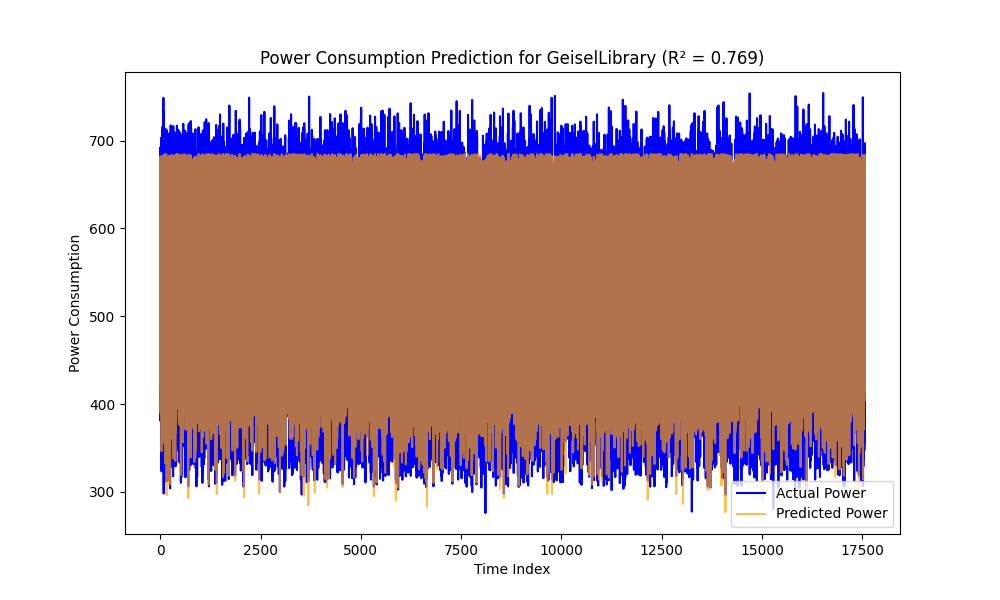 Power Consumption Prediction for GeiselLibrary (R² = 0.769)
Power Consumption
700
600
500
400
300
Actual Power
Predicted Power
0 2500 5000 7500 10000 12500 15000 17500
Time Index